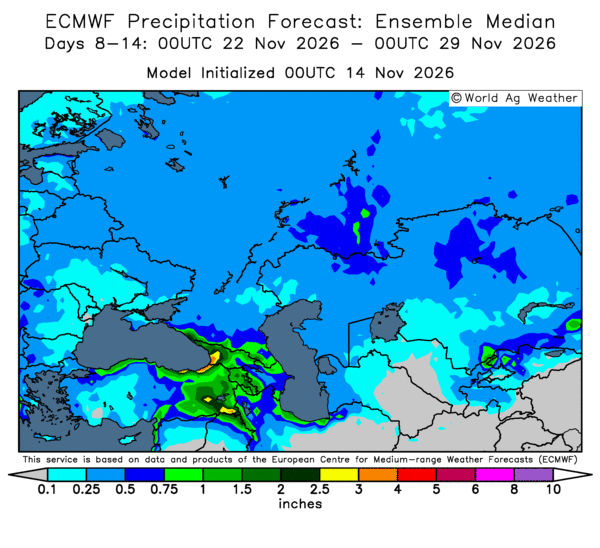 ECMWF Precipitation Forecast: Ensemble Median
Days 8-14: 00UTC 22 Nov 2026 - 00UTC 29 Nov 2026
Model Initialized 00UTC 14 Nov 2026
© World Ag Weather
This service is based on data and products of the European Centre for Medium-range Weather Forecasts (ECMWF)
0.1 0.25 0.5 0.75 1 1.5 2 2.5 3 4 5 6 8 10
inches